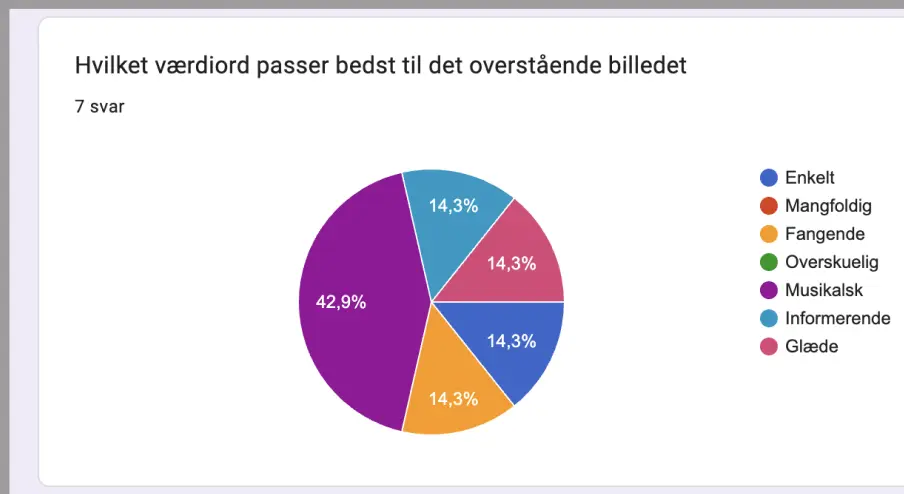 Hvilket værdiord passer bedst til det overstående billedet
7 svar
14,3%
14,3%
42,9%
14,3%
14,3%
Enkelt
Mangfoldig
Fangende
Overskuelig
Musikalsk
Informerende
Glæde